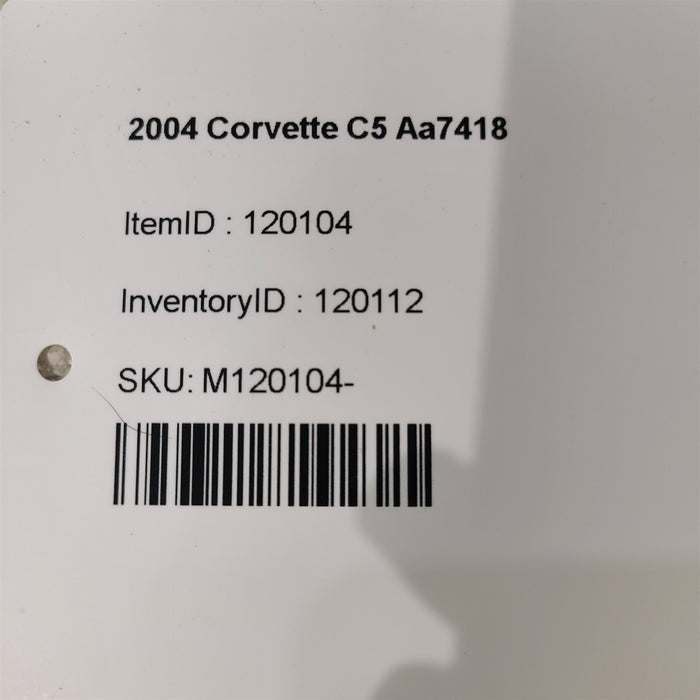 2004 Corvette C5 Aa7418
ItemID : 120104
InventoryID : 120112
SKU: M120104-